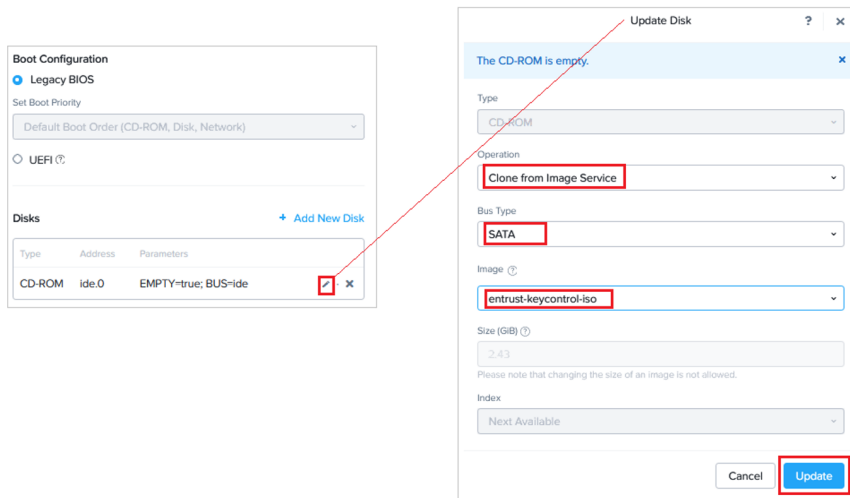 Boot Configuration
Legacy BIOS
Set Boot Priority
Default Boot Order (CD-ROM, Disk, Network)
UEFI ?
Disks
+ Add New Disk
Type Address Parameters
CD-ROM ide.0 EMPTY=true; BUS=ide
Update Disk ? ×
The CD-ROM is empty. ×
Type
CD-ROM
Operation
Clone from Image Service
Bus Type
SATA
Image ?
entrust-keycontrol-iso
Size (GiB) ?
2.43
Please note that changing the size of an image is not allowed.
Index
Next Available
Cancel Update